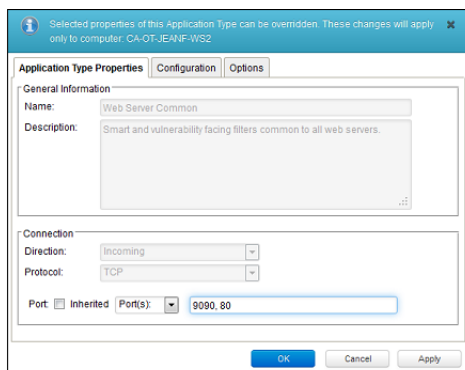 Selected properties of this Application Type can be overridden. These changes will apply
only to computer: CA-OT-JEANF-WS2
Application Type Properties
Configuration
Options
General Information
Name:
Web Server Common
Description:
Smart and vulnerability facing filters common to all web servers.
Connection
Direction:
Incoming
Protocol:
TCP
Port:
Inherited
Port(s):
9090, 80
OK
Cancel
Apply